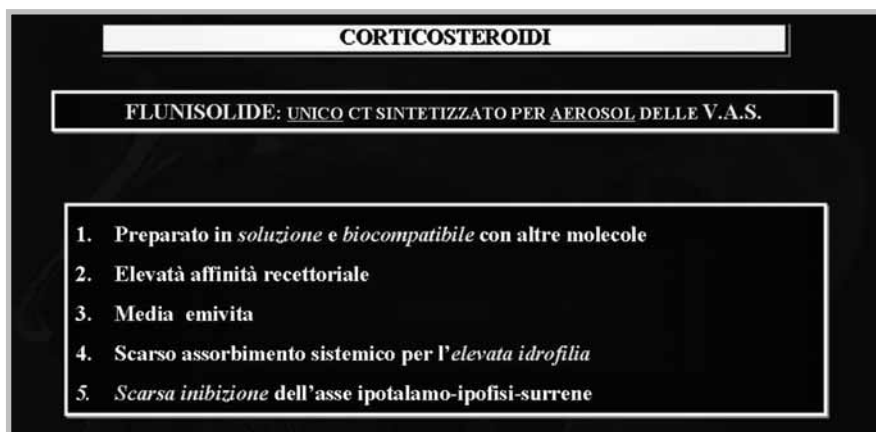 CORTICOSTEROIDI
FLUNISOLIDE: UNICO CT SINTETIZZATO PER AEROSOL DELLE V.A.S.
1. Preparato in soluzione e biocompatibile con altre molecole
2. Elevatà affinità recettoriale
3. Media emivita
4. Scarso assorbimento sistemico per l'elevata idrofilia
5. Scarsa inibizione dell'asse ipotalamo-ipofisi-surrene